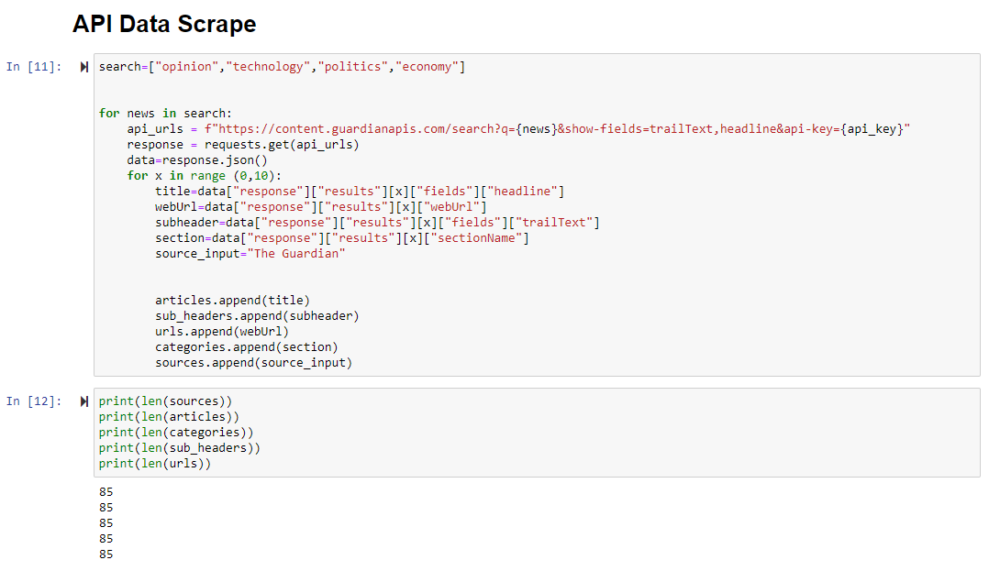 API Data Scrape
In [11]:
search=["opinion","technology","politics","economy"]
for news in search:
    api_urls = f"https://content.guardianapis.com/search?q={news}&show-fields=trailText,headline&api-key={api_key}"
    response = requests.get(api_urls)
    data=response.json()
    for x in range (0,10):
        title=data["response"]["results"][x]["fields"]["headline"]
        webUrl=data["response"]["results"][x]["webUrl"]
        subheader=data["response"]["results"][x]["fields"]["trailText"]
        section=data["response"]["results"][x]["sectionName"]
        source_input="The Guardian"
        articles.append(title)
        sub_headers.append(subheader)
        urls.append(webUrl)
        categories.append(section)
        sources.append(source_input)
In [12]:
print(len(sources))
print(len(articles))
print(len(categories))
print(len(sub_headers))
print(len(urls))
85
85
85
85
85